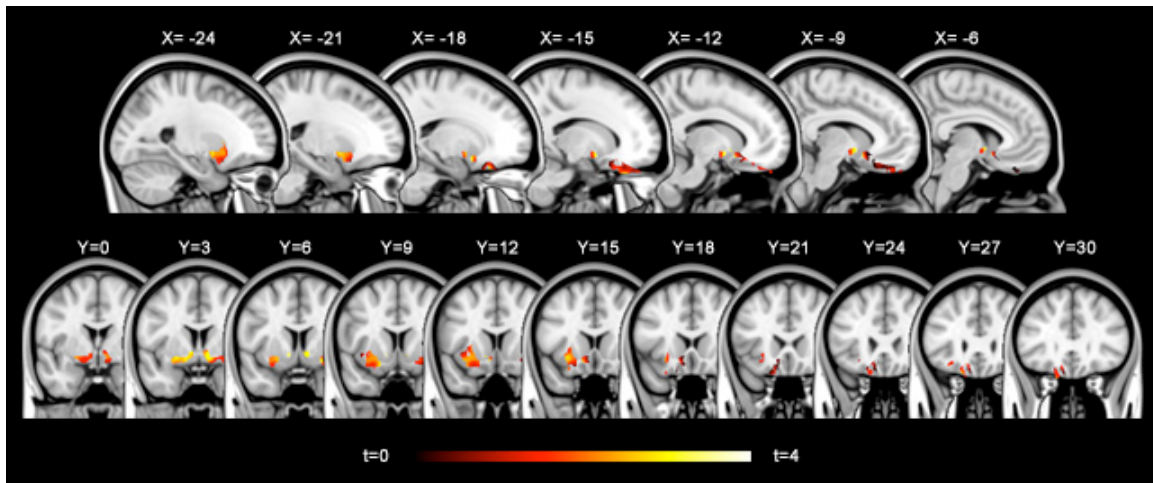 X= -24 X= -21 X= -18 X= -15 X= -12 X= -9 X= -6
Y=0 Y=3 Y=6 Y=9 Y=12 Y=15 Y=18 Y=21 Y=24 Y=27 Y=30
t=0 t=4